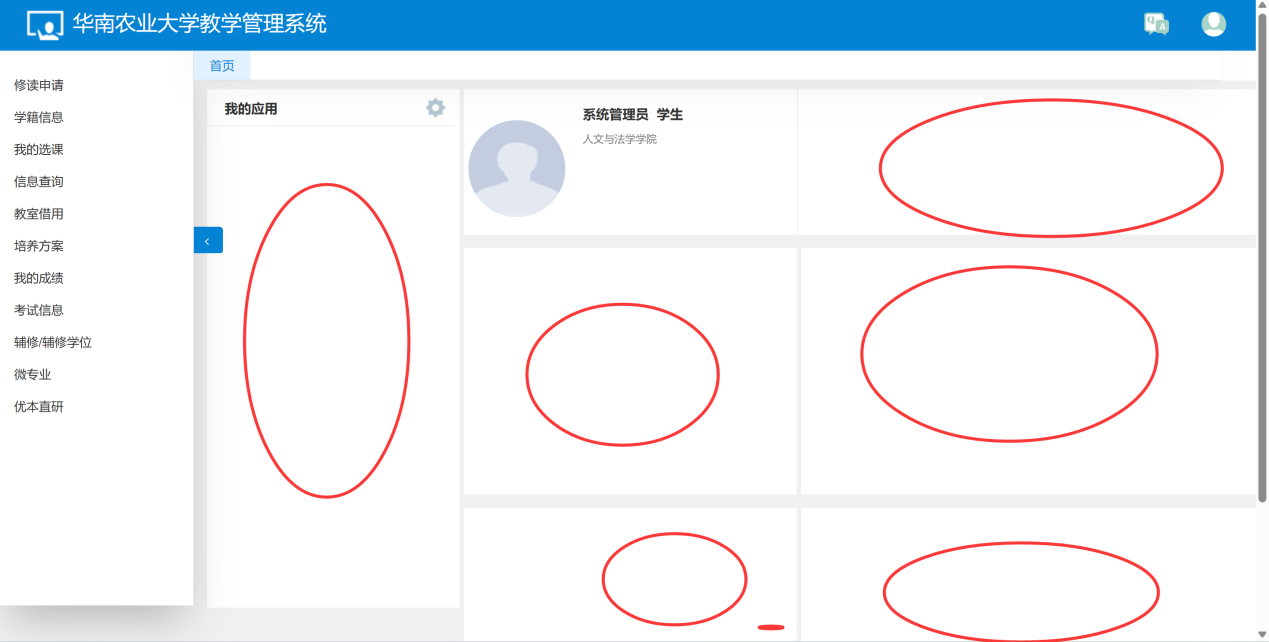 华南农业大学教学管理系统
首页
修读申请
学籍信息
我的选课
信息查询
教室借用
培养方案
我的成绩
考试信息
辅修/辅修学位
微专业
优本直研
我的应用
系统管理员 学生
人文与法学学院
Q
A